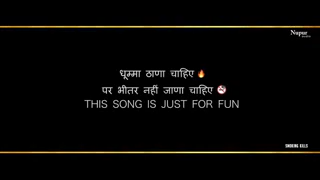 Nupur
धूम्मा ठाणा चाहिए 🔥
पर भीतर नहीं जाणा चाहिए 🚭
THIS SONG IS JUST FOR FUN
SMOKING KILLS